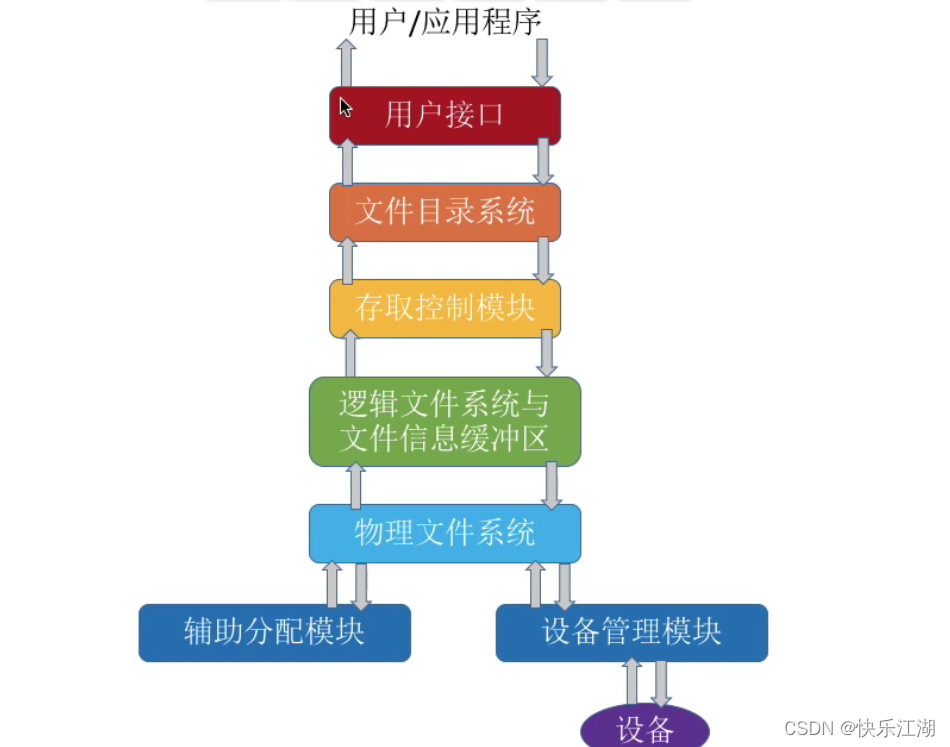 用户/应用程序
用户接口
文件目录系统
存取控制模块
逻辑文件系统与
文件信息缓冲区
物理文件系统
辅助分配模块
设备管理模块
设备
CSDN @快乐江湖